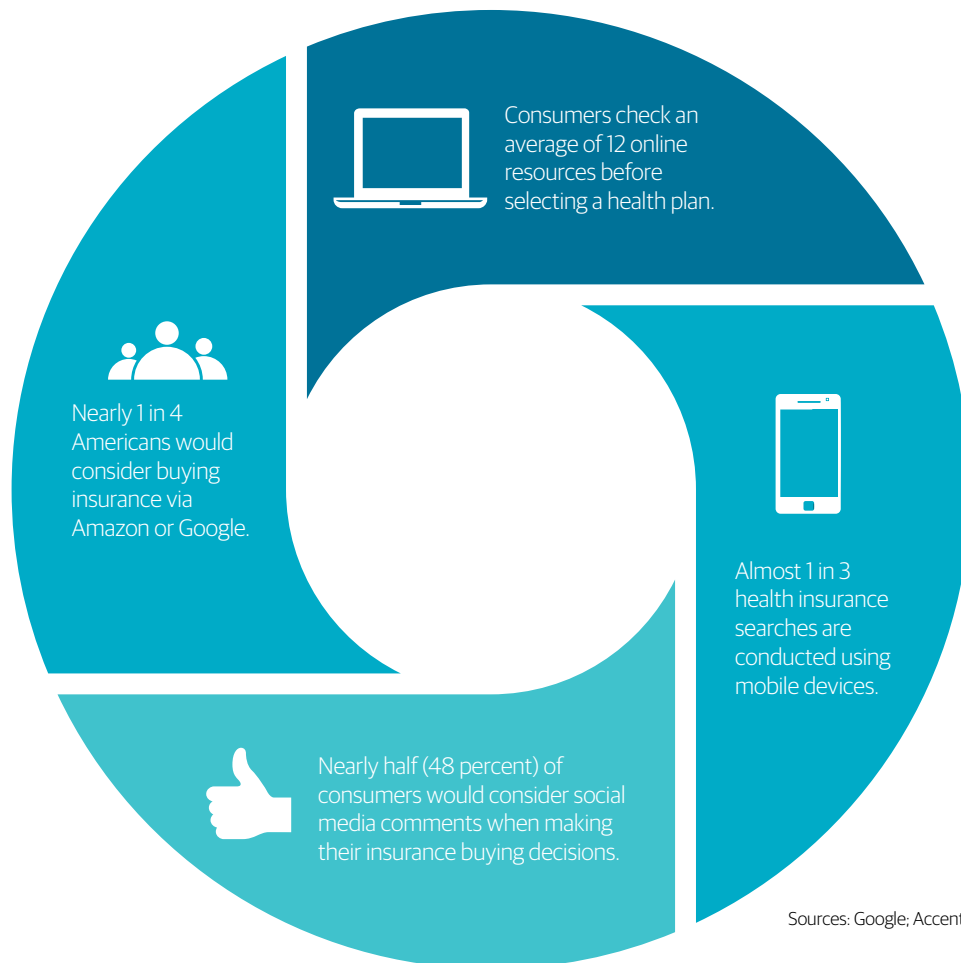 Consumers check an
average of 12 online
resources before
selecting a health plan.
Nearly 1 in 4
Americans would
consider buying
insurance via
Amazon or Google.
Almost 1 in 3
health insurance
searches are
conducted using
mobile devices.
Nearly half (48 percent) of
consumers would consider social
media comments when making
their insurance buying decisions.
Sources: Google;